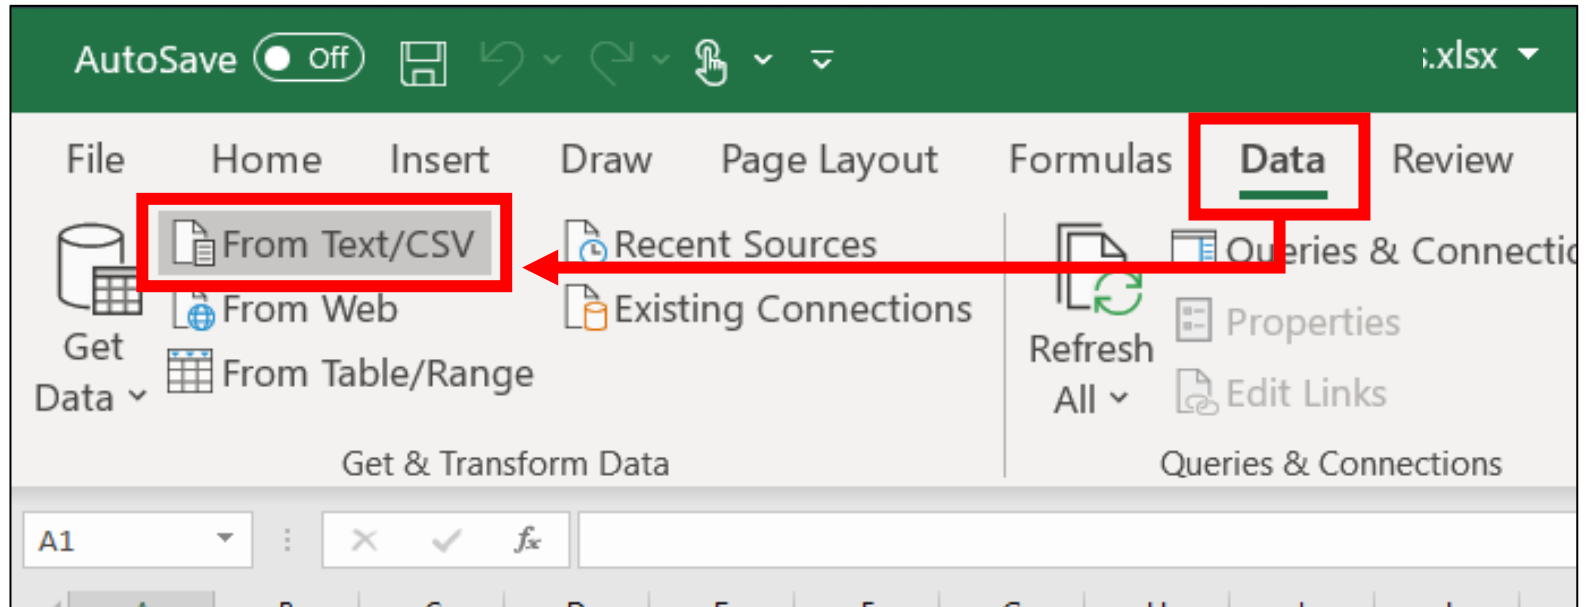 AutoSave Off .xlsx
File Home Insert Draw Page Layout Formulas Data Review
From Text/CSV Recent Sources Queries &
From Web Existing Connections Properties
Get Data
From Table/Range Refresh All Edit Links
Get & Transform Data Queries & Connections
A1 fx